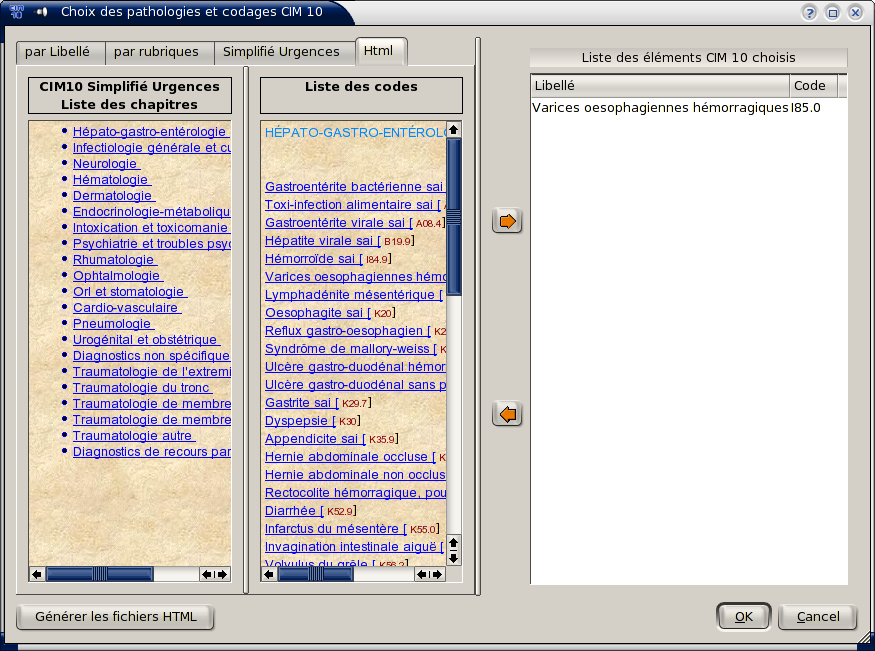 CIM 10
Choix des pathologies et codages CIM 10
par Libellé
par rubriques
Simplifié Urgences
Html
CIM10 Simplifié Urgences
Liste des chapitres
Hépato-gastro-entérologie
Infectiologie générale et cu
Neurologie
Hématologie
Dermatologie
Endocrinologie-métaboliqu
Intoxication et toxicomanie
Psychiatrie et troubles psyc
Rhumatologie
Ophtalmologie
Orl et stomatologie
Cardio-vasculaire
Pneumologie
Urogénital et obstétrique
Diagnostics non spécifique
Traumatologie de l'extremi
Traumatologie du tronc
Traumatologie de membre
Traumatologie de membre
Traumatologie autre
Diagnostics de recours par
Liste des codes
HÉPATO-GASTRO-ENTÉROLO
Gastroentérite bactérienne sai
Toxi-infection alimentaire sai [
Gastroentérite virale sai [ A08.4]
Hépatite virale sai [ B19.9]
Hémorroïde sai [ I84.9]
Varices oesophagiennes hémo
Lymphadénite mésentérique [
Oesophagite sai [ K20]
Reflux gastro-oesophagien [ K2
Syndrôme de mallory-weiss [ K
Ulcère gastro-duodénal hémor
Ulcère gastro-duodénal sans p
Gastrite sai [ K29.7]
Dyspepsie [ K30]
Appendicite sai [ K35.9]
Hernie abdominale occluse [ K
Hernie abdominale non occlus
Rectocolite hémorragique, pou
Diarrhée [ K52.9]
Infarctus du mésentère [ K55.0]
Invagination intestinale aiguë [
Volvulus du grêle [ K56.2]
Liste des éléments CIM 10 choisis
Libellé Code
Varices oesophagiennes hémorragiques I85.0
Générer les fichiers HTML
OK
Cancel